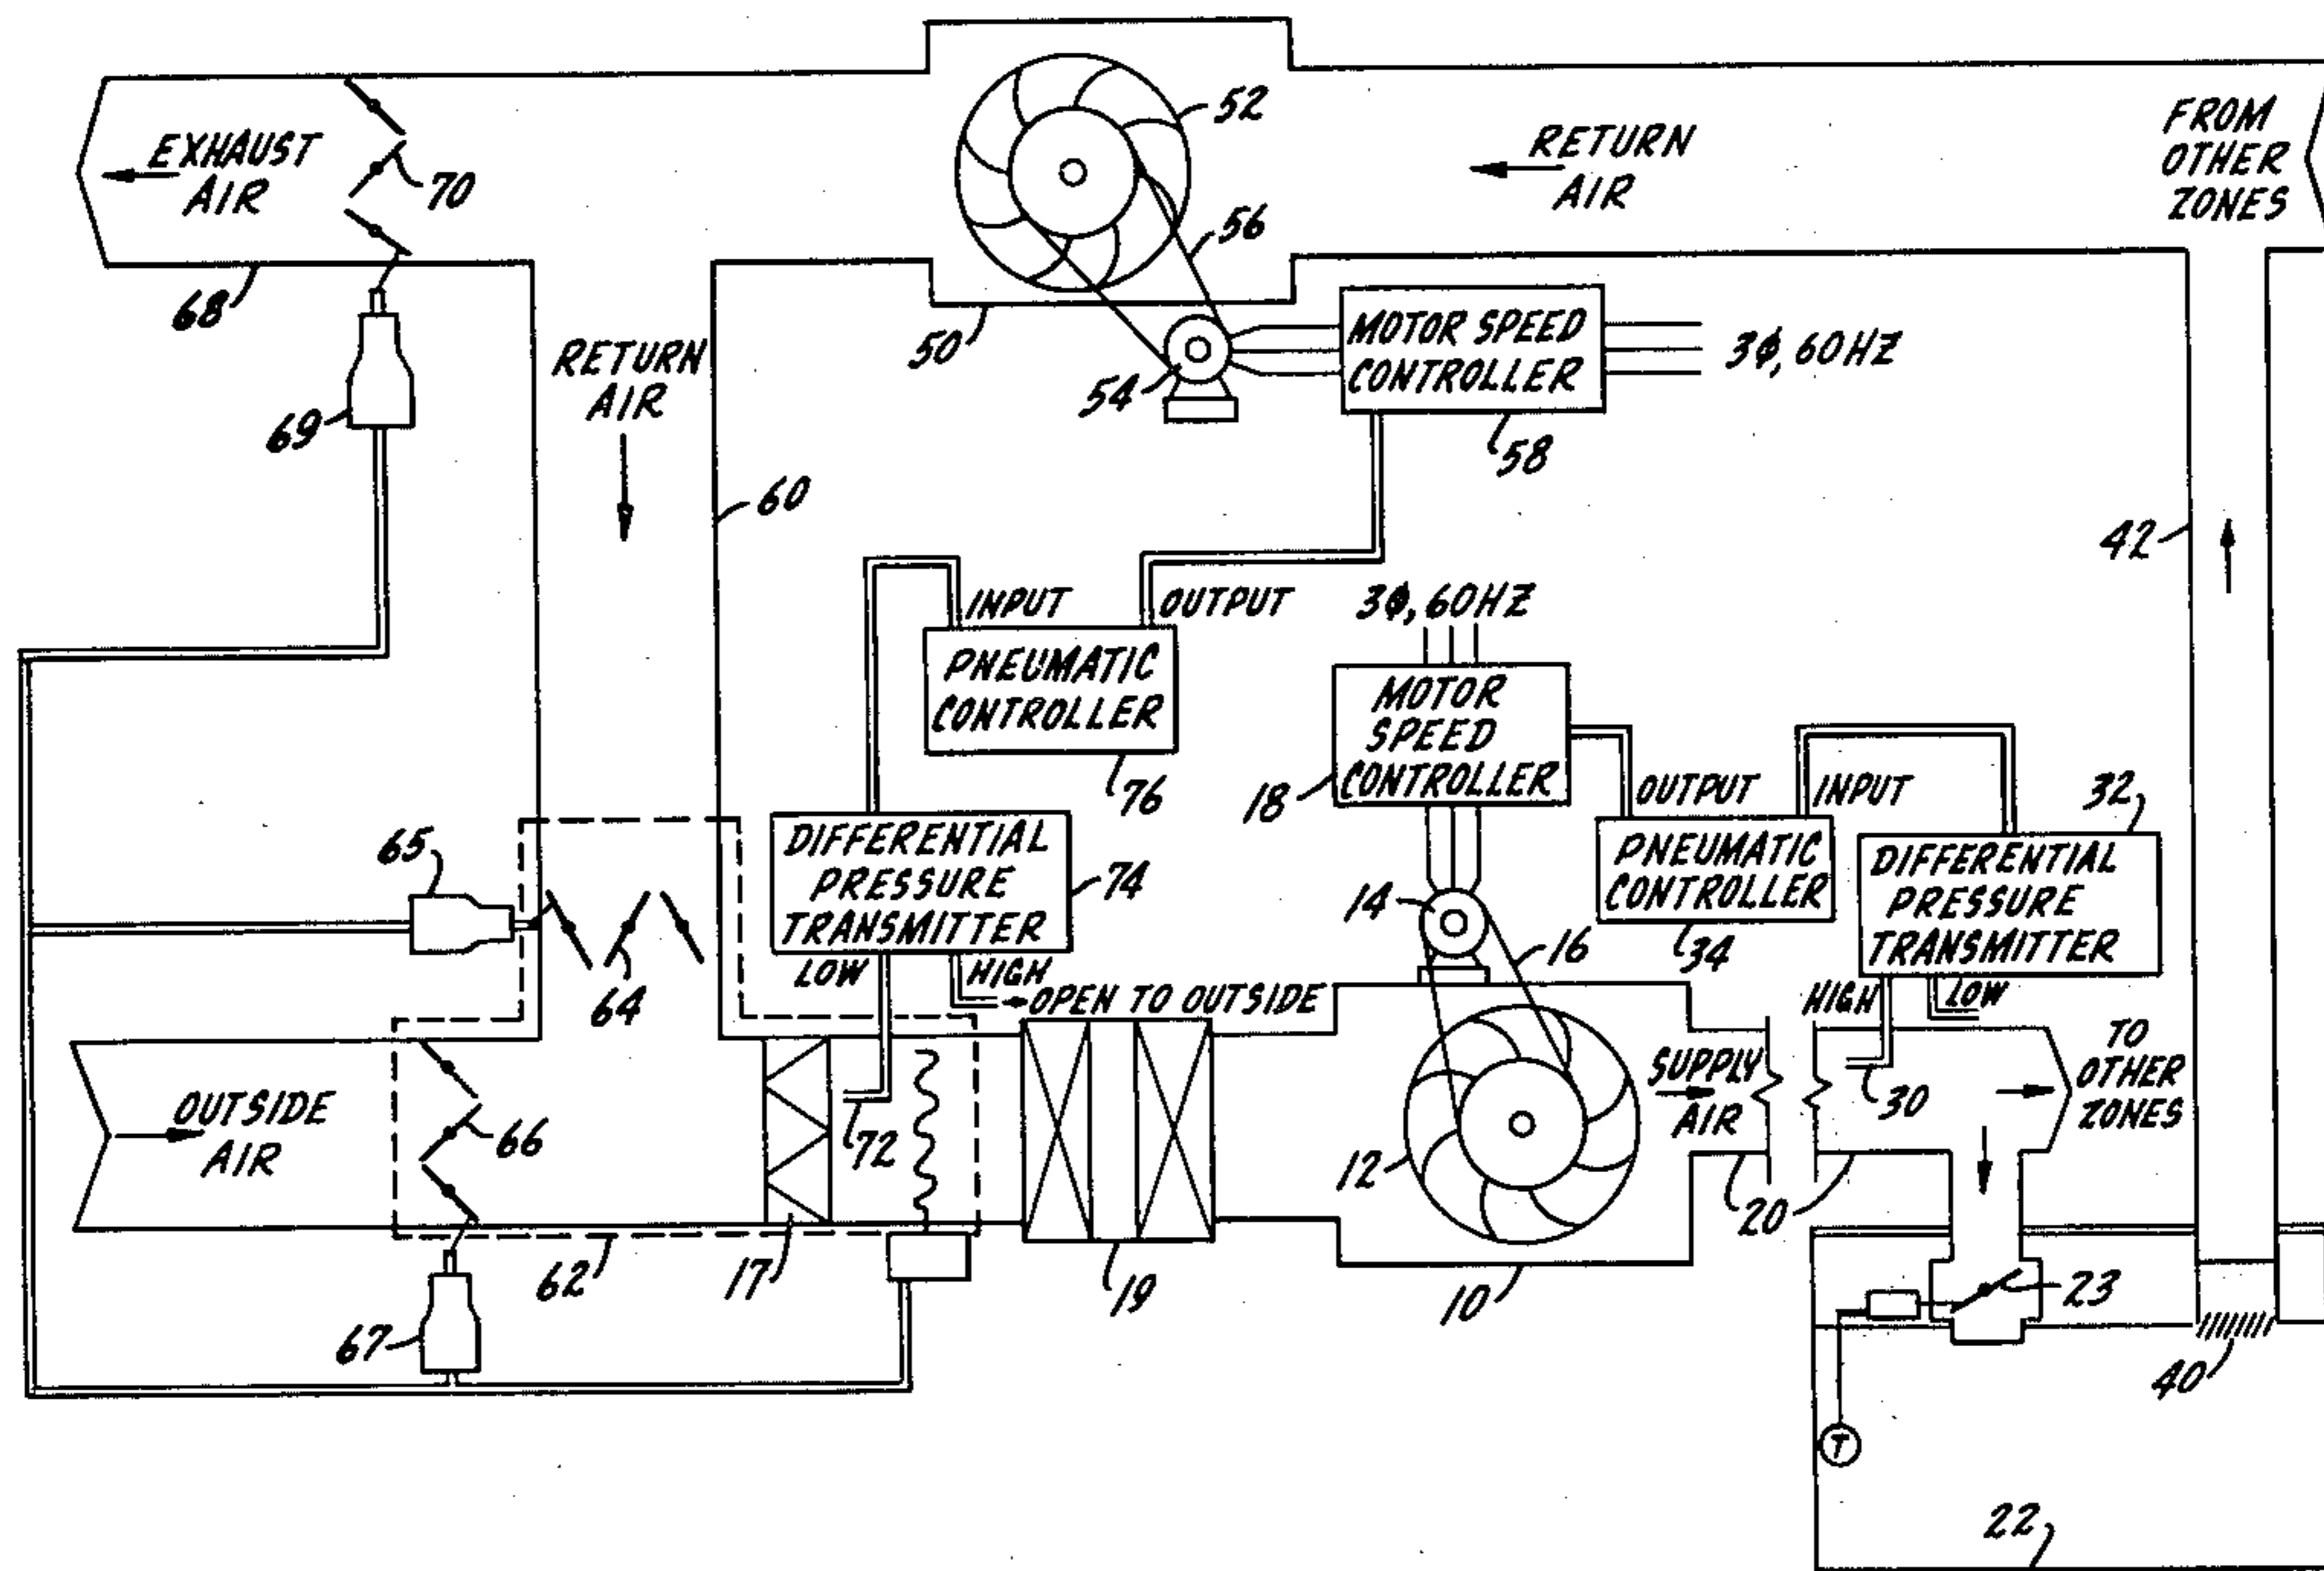 EXHAUST
AIR
70
52
RETURN
AIR
FROM
OTHER
ZONES
68
56
50
54
MOTOR SPEED
CONTROLLER
3φ, 60HZ
58
69
RETURN
AIR
60
42
INPUT
OUTPUT
PNEUMATIC
CONTROLLER
76
3φ, 60HZ
MOTOR
SPEED
CONTROLLER
18
OUTPUT
INPUT
32
65
64
DIFFERENTIAL
PRESSURE
TRANSMITTER
74
LOW
HIGH
OPEN TO OUTSIDE
14
16
PNEUMATIC
CONTROLLER
34
DIFFERENTIAL
PRESSURE
TRANSMITTER
HIGH
LOW
OUTSIDE
AIR
66
72
12
SUPPLY
AIR
30
TO
OTHER
ZONES
20
62
17
19
10
23
67
40
T
22